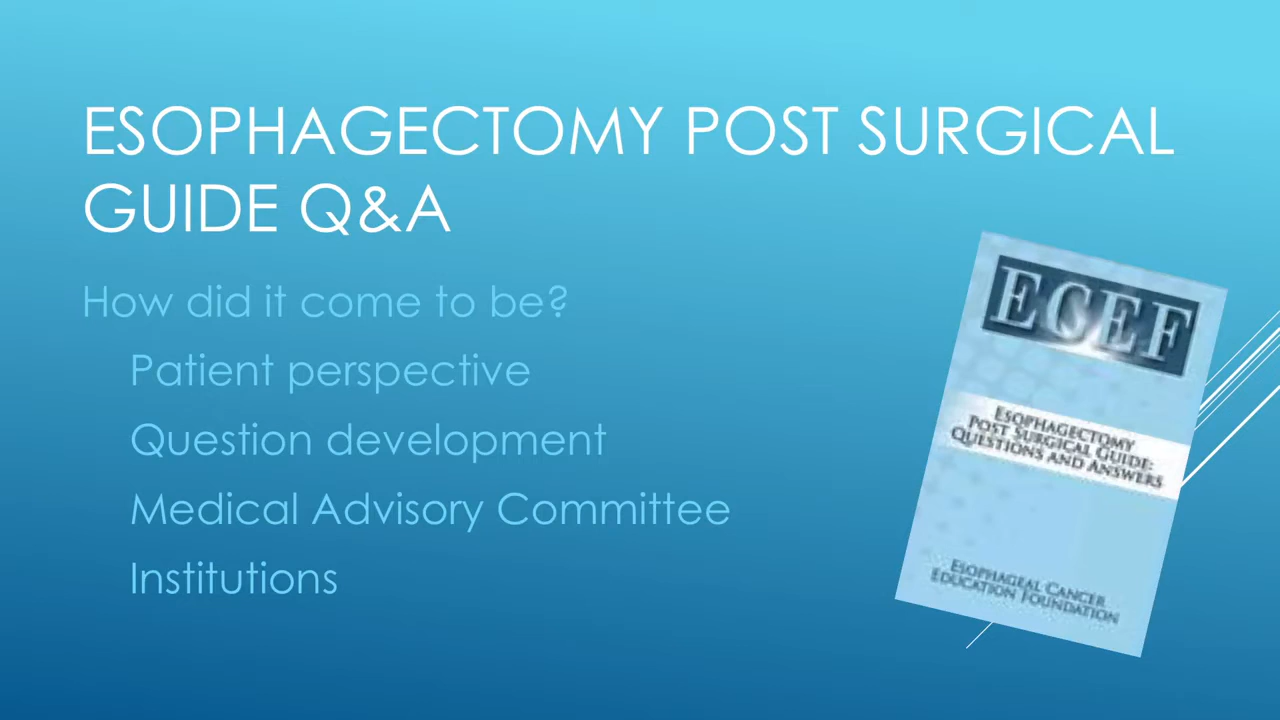 ESOPHAGECTOMY POST SURGICAL
GUIDE Q&A
How did it come to be?
Patient perspective
Question development
Medical Advisory Committee
Institutions
ECEF
ESOPHAGECTOMY
POST SURGICAL GUIDE:
QUESTIONS AND ANSWERS
ESOPHAGEAL CANCER
EDUCATION FOUNDATION